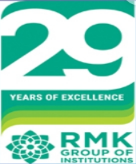 29
YEARS OF EXCELLENCE
RMK
GROUP OF
INSTITUTIONS